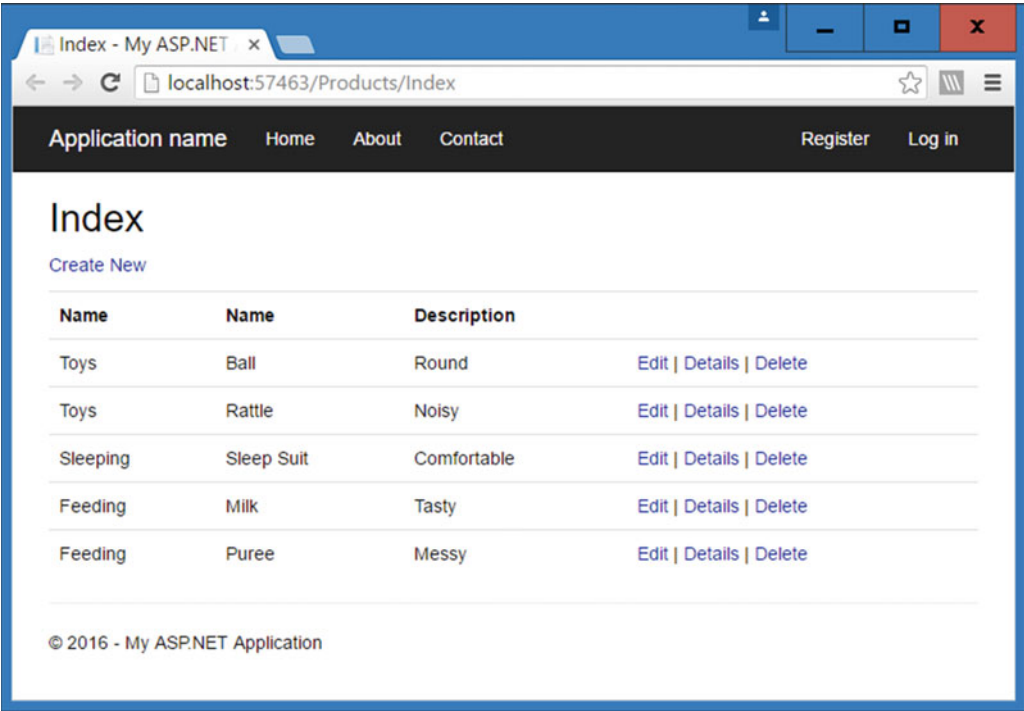 Index - My ASP.NET
localhost:57463/Products/Index
Application name Home About Contact Register Log in
Index
Create New
Name Name Description
Toys Ball Round Edit | Details | Delete
Toys Rattle Noisy Edit | Details | Delete
Sleeping Sleep Suit Comfortable Edit | Details | Delete
Feeding Milk Tasty Edit | Details | Delete
Feeding Puree Messy Edit | Details | Delete
© 2016 - My ASP.NET Application